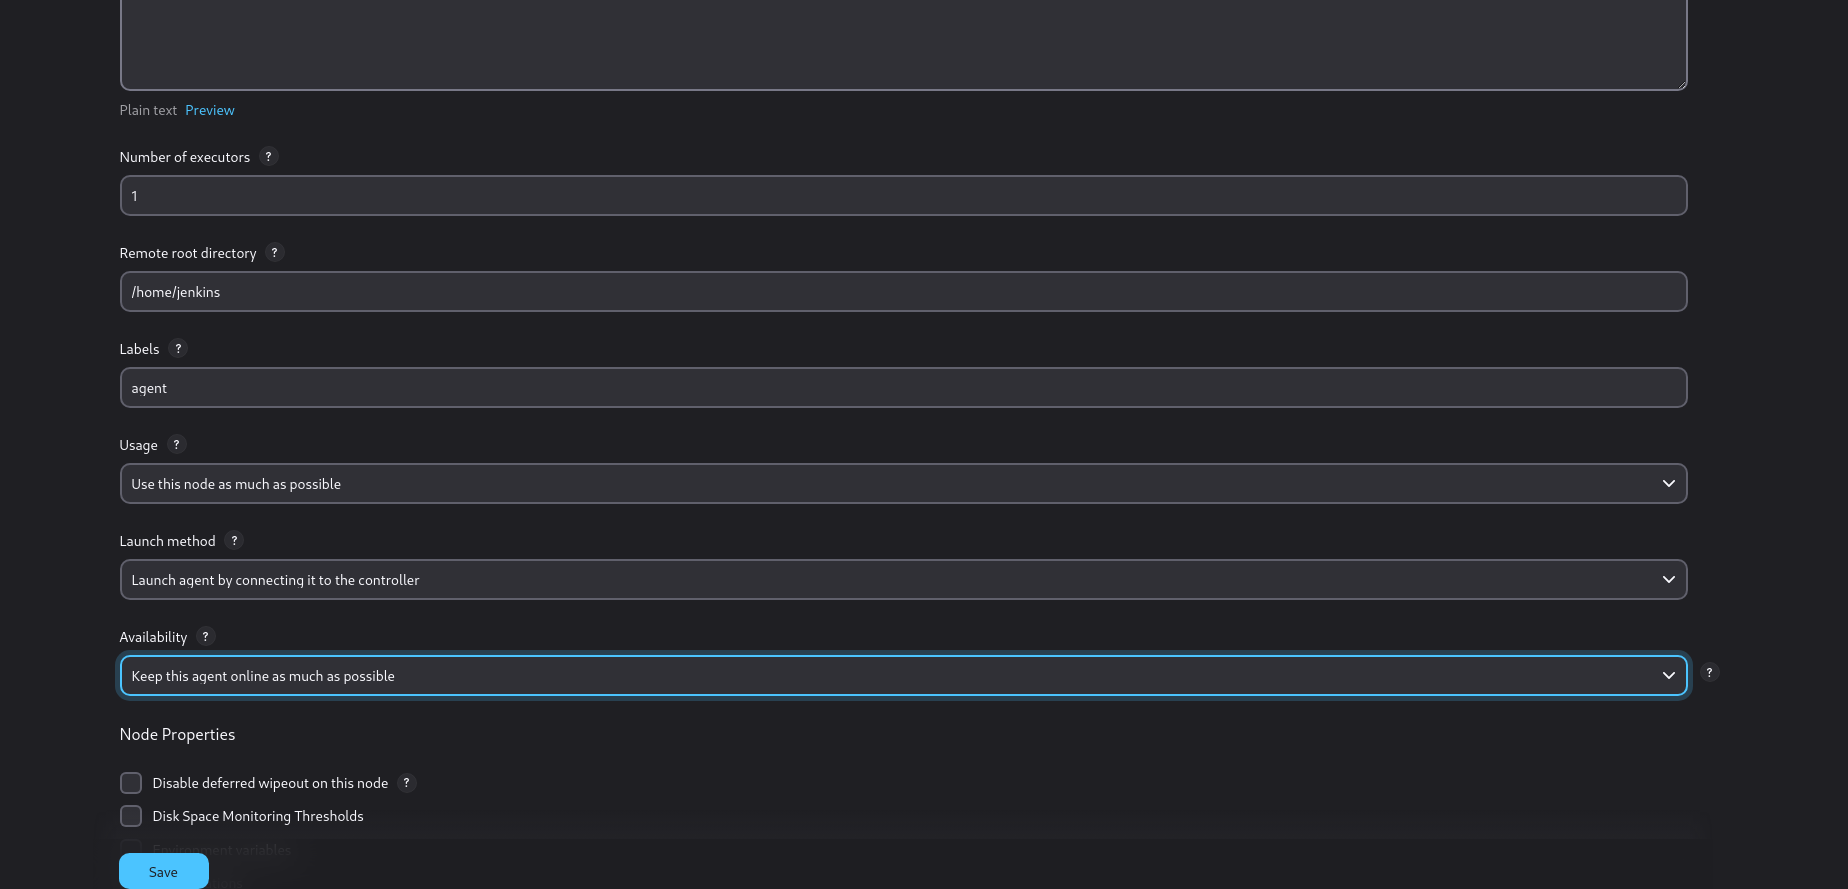 Plain text Preview
Number of executors ?
1
Remote root directory ?
/home/jenkins
Labels ?
agent
Usage ?
Use this node as much as possible
Launch method ?
Launch agent by connecting it to the controller
Availability ?
Keep this agent online as much as possible
?
Node Properties
Disable deferred wipeout on this node ?
Disk Space Monitoring Thresholds
Environment variables
Save